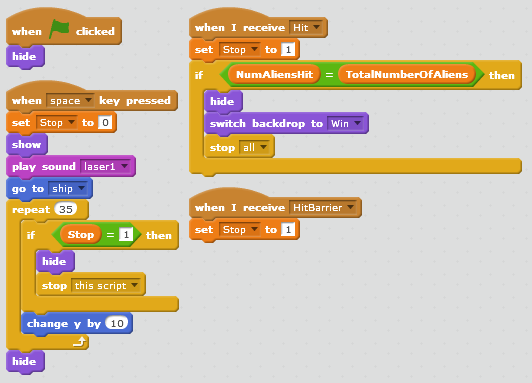 when clicked
hide
when space key pressed
set Stop to 0
show
play sound laser1
go to ship
repeat 35
if Stop = 1 then
hide
stop this script
change y by 10
hide
when I receive Hit
set Stop to 1
if NumAliensHit = TotalNumberOfAliens then
hide
switch backdrop to Win
stop all
when I receive HitBarrier
set Stop to 1